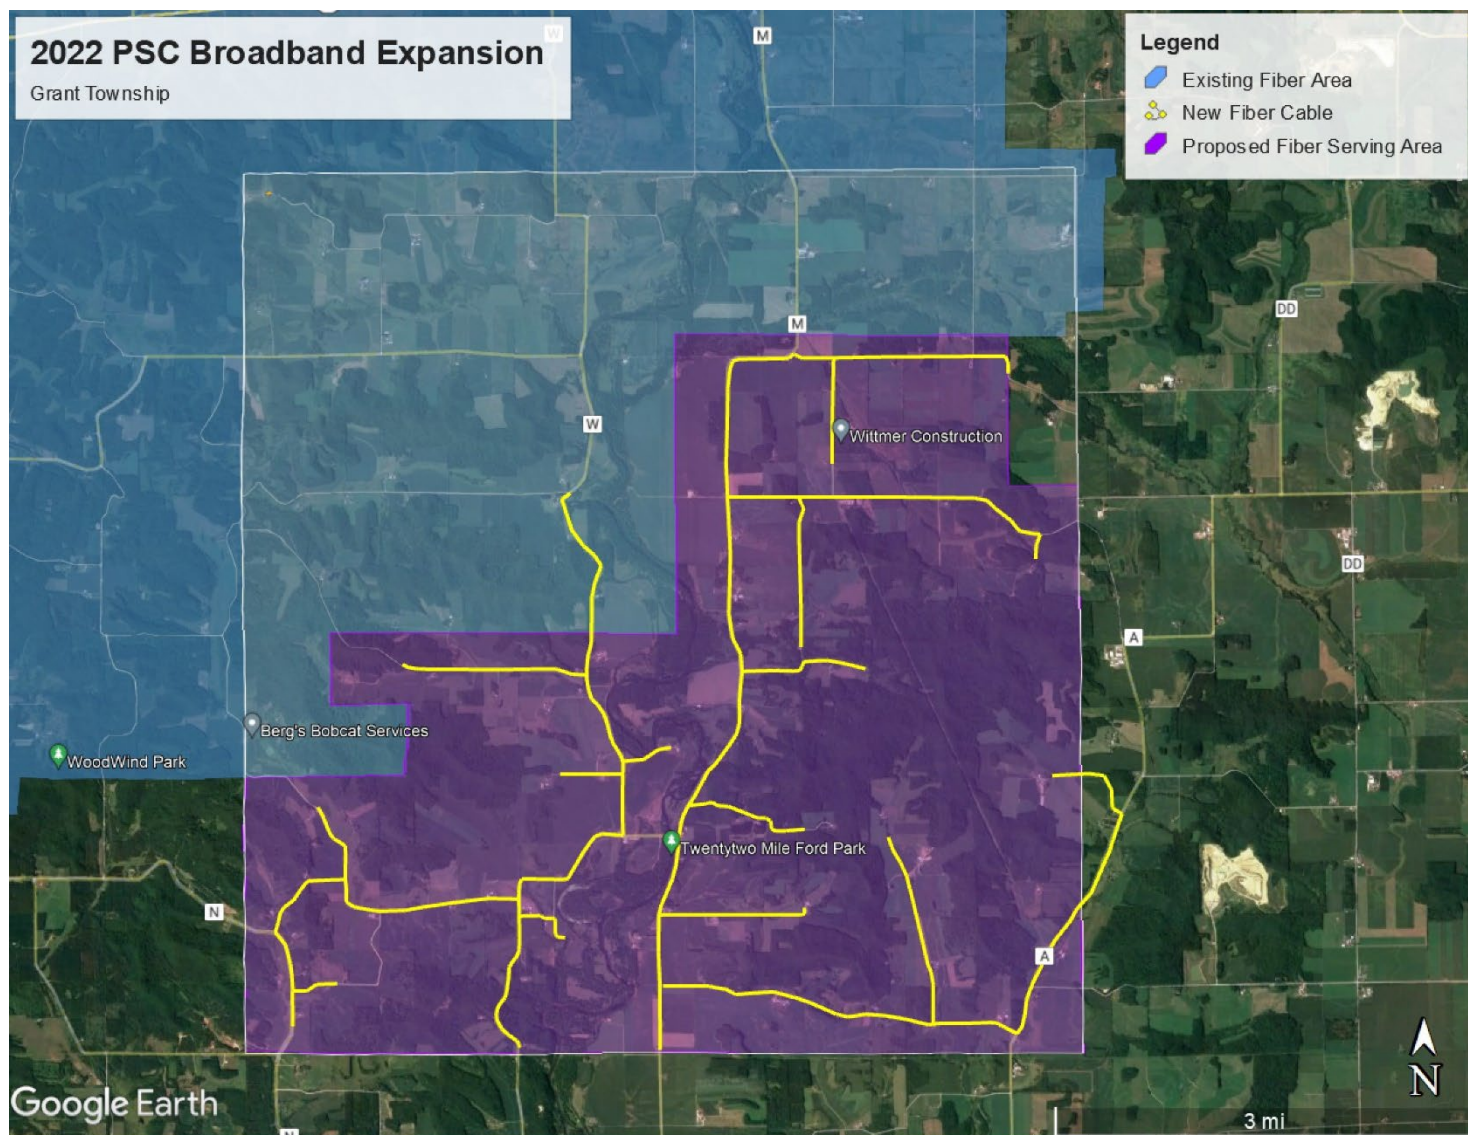 W
M
2022 PSC Broadband Expansion
Grant Township
Legend
Existing Fiber Area
New Fiber Cable
Proposed Fiber Serving Area
DD
M
W
Wittmer Construction
DD
A
Berg's Bobcat Services
WoodWind Park
Twentytwo Mile Ford Park
N
A
N
Google Earth
3 mi
N